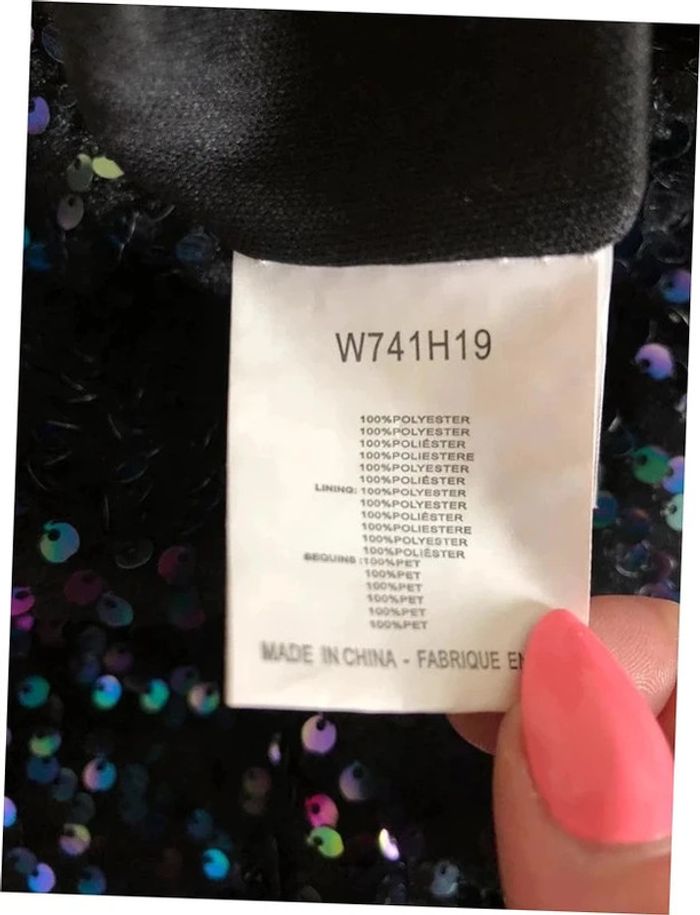 W741H19
100%POLYESTER
100%POLYESTER
100%POLIÉSTER
100%POLIESTERE
100%POLYESTER
100%POLIÉSTER
LINING: 100%POLYESTER
100%POLYESTER
100%POLIÉSTER
100%POLIESTERE
100%POLYESTER
100%POLIÉSTER
SEQUINS :100%PET
100%PET
100%PET
100%PET
100%PET
100%PET
MADE IN CHINA - FABRIQUE EN